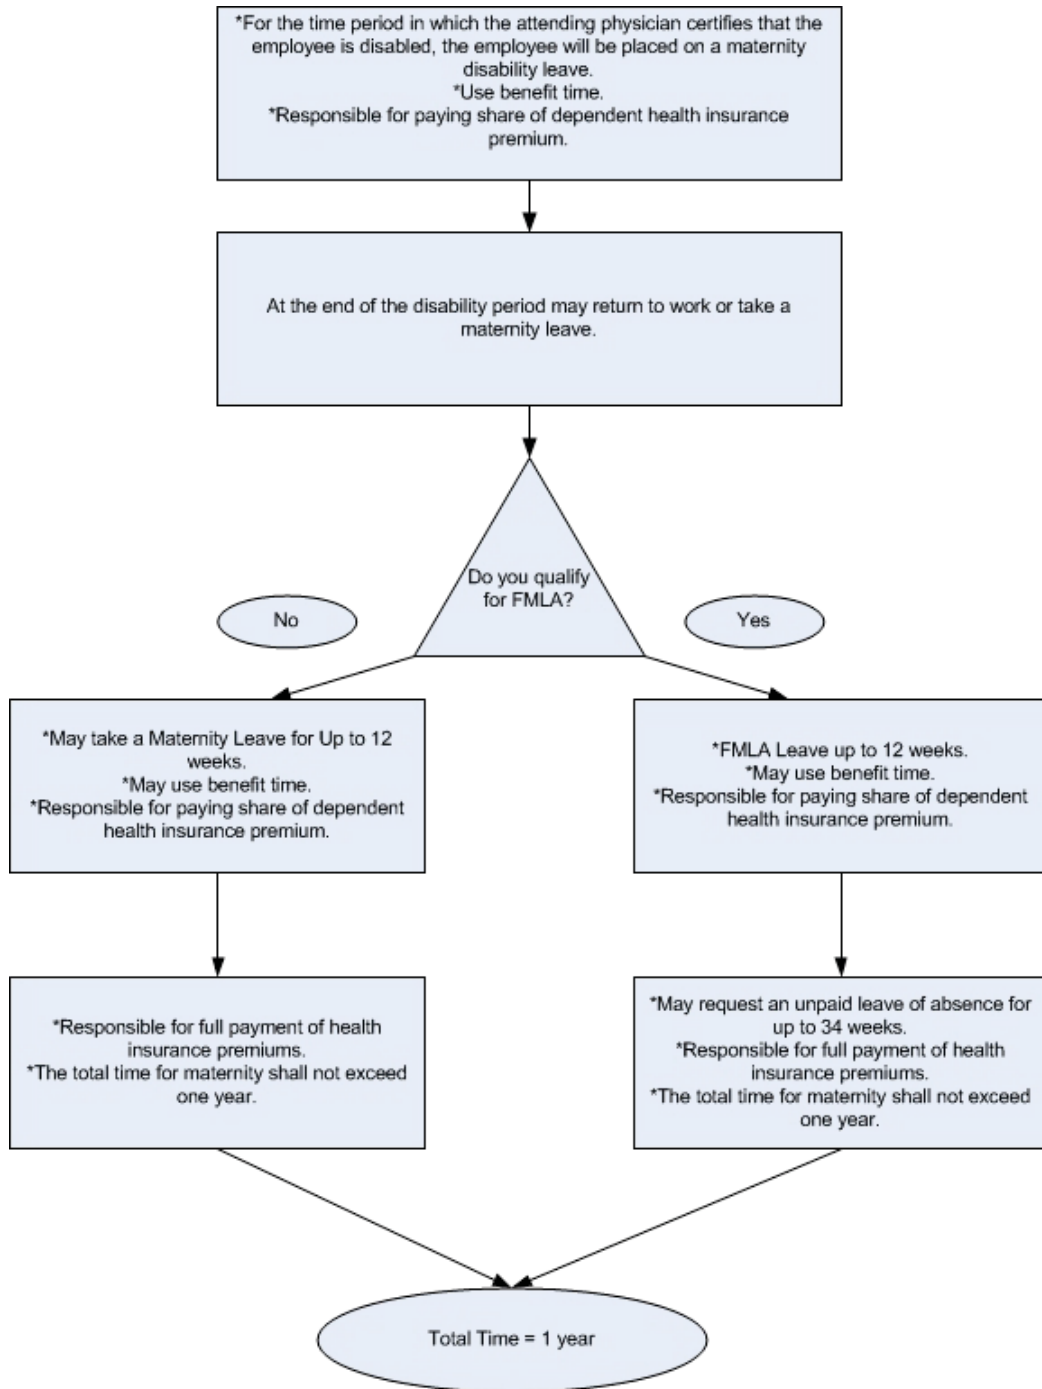 *For the time period in which the attending physician certifies that the
employee is disabled, the employee will be placed on a maternity
disability leave.
*Use benefit time.
*Responsible for paying share of dependent health insurance
premium.
At the end of the disability period may return to work or take a
maternity leave.
Do you qualify
for FMLA?
No
Yes
*May take a Maternity Leave for Up to 12
weeks.
*May use benefit time.
*Responsible for paying share of dependent
health insurance premium.
*FMLA Leave up to 12 weeks.
*May use benefit time.
*Responsible for paying share of dependent
health insurance premium.
*Responsible for full payment of health
insurance premiums.
*The total time for maternity shall not exceed
one year.
*May request an unpaid leave of absence for
up to 34 weeks.
*Responsible for full payment of health
insurance premiums.
*The total time for maternity shall not exceed
one year.
Total Time = 1 year